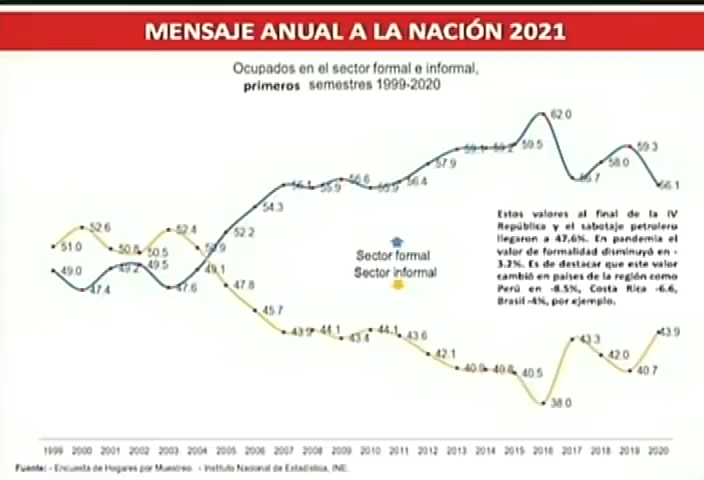 MENSAJE ANUAL A LA NACIÓN 2021
Ocupados en el sector formal e informal,
primeros semestres 1999-2020
62.0
59.1 59.2 59.5
59.3
57.9
58.0
56.1 55.9 56.6 55.9 56.4
56.7
56.1
54.3
52.2
51.0 52.6 50.8 50.5 52.4 50.9
49.0 47.4 49.2 49.5 47.6 49.1
47.8
45.7
43.9 44.1 43.4 44.1 43.6
42.1
40.9 40.8 40.5
38.0
43.3
42.0
40.7
43.9
Sector formal
Sector informal
Estos valores al final de la IV
República y el sabotaje petrolero
llegaron a 47,6%. En pandemia el
valor de formalidad disminuyó en -
3.2%. Es de destacar que este valor
cambió en países de la región como
Perú en -8.5%, Costa Rica -6.6,
Brasil -4%, por ejemplo.
1999 2000 2001 2002 2003 2004 2005 2006 2007 2008 2009 2010 2011 2012 2013 2014 2015 2016 2017 2018 2019 2020
Fuente: - Encuesta de Hogares por Muestreo. - Instituto Nacional de Estadística, INE.